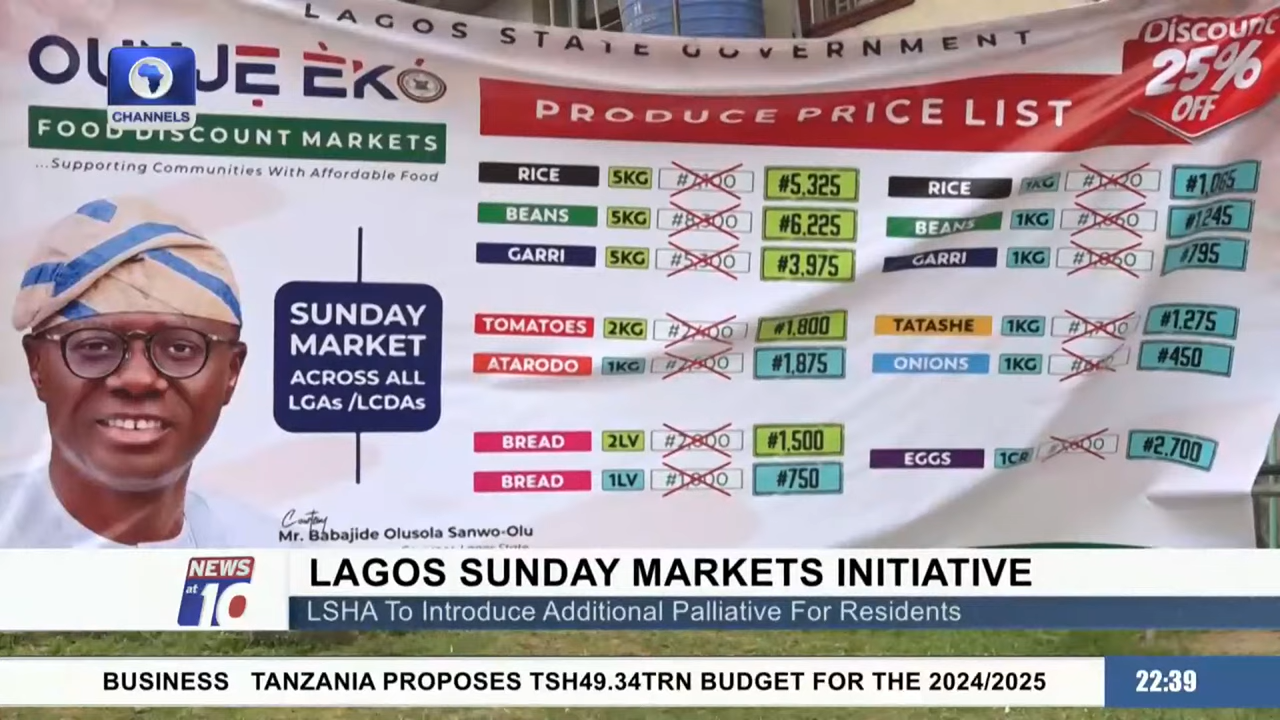 LAGOS STATE GOVERNMENT
ÈKO
CHANNELS
FOOD DISCOUNT MARKETS
...Supporting Communities With Affordable Food
Discount
25%
OFF
PRODUCE PRICE LIST
RICE 5KG #5,325
BEANS 5KG #6,225
GARRI 5KG #3,975
RICE 1KG #1,065
BEANS 1KG #1245
GARRI 1KG #795
SUNDAY
MARKET
ACROSS ALL
LGAs /LCDAs
TOMATOES 2KG #1,800
ATARODO 1KG #1,875
TATASHE 1KG #1,275
ONIONS 1KG #450
BREAD 2LV #1,500
BREAD 1LV #750
EGGS 1CR #2,700
Courtesy
Mr. Babajide Olusola Sanwo-Olu
NEWS
at
10
LAGOS SUNDAY MARKETS INITIATIVE
LSHA To Introduce Additional Palliative For Residents
BUSINESS TANZANIA PROPOSES TSH49.34TRN BUDGET FOR THE 2024/2025
22:39